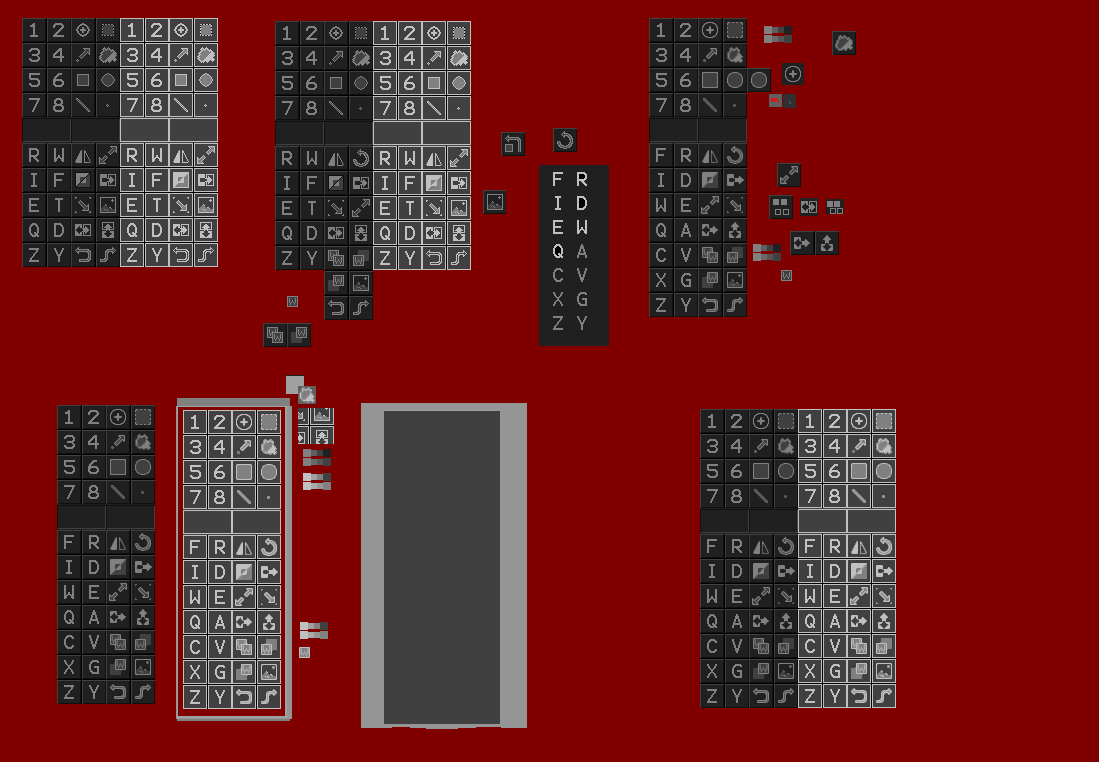 1 2 1 2
3 4 3 4
5 6 5 6
7 8 7 8
R W R W
I F I F
E T E T
Q D Q D
Z Y Z Y
1 2 1 2
3 4 3 4
5 6 5 6
7 8 7 8
R W R W
I F I F
E T E T
Q D Q D
Z Y Z Y
W
W W
W
W
W
F R
I D
E W
Q A
C V
X G
Z Y
1 2
3 4
5 6
7 8
F R
I D
W E
Q A
C V W W
X G W
Z Y
W
1 2
3 4
5 6
7 8
F R
I D
W E
Q A
C V W W
X G W
Z Y
1 2
3 4
5 6
7 8
F R
I D
W E
Q A
C V W W
X G W
Z Y
W
1 2 1 2
3 4 3 4
5 6 5 6
7 8 7 8
F R F R
I D I D
W E W E
Q A Q A
C V W W C V W W
X G W X G W
Z Y Z Y